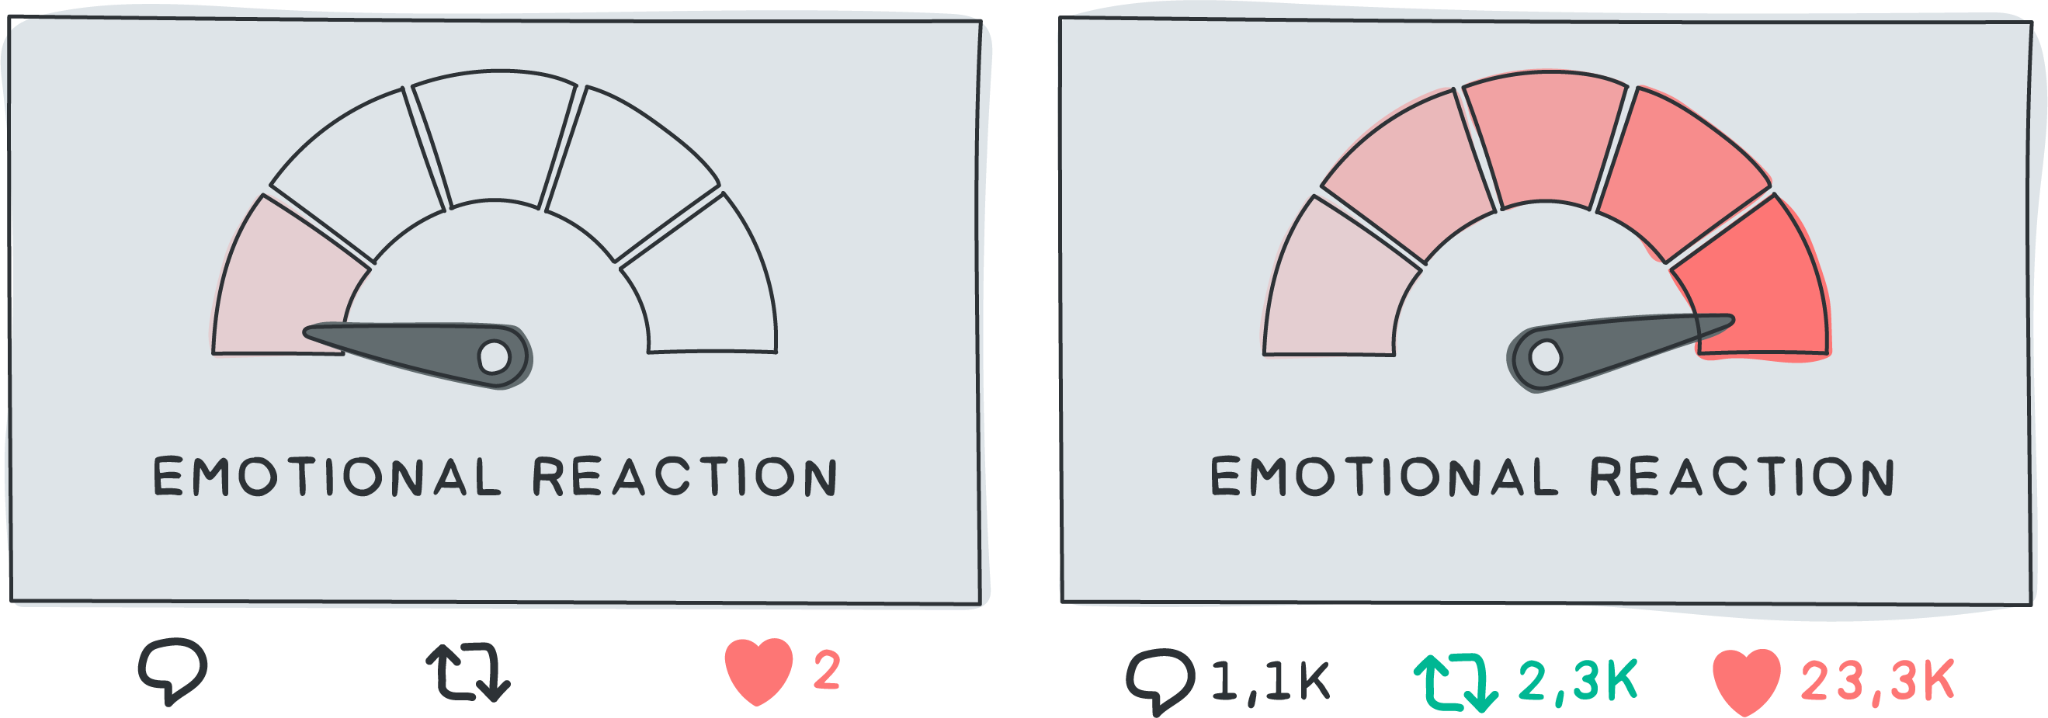 EMOTIONAL REACTION
2
EMOTIONAL REACTION
1,1K 2,3K 23,3K